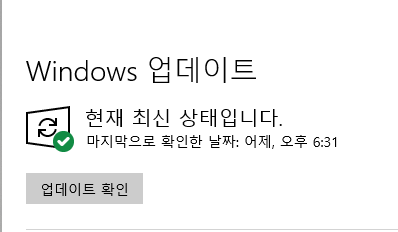 Windows 업데이트
현재 최신 상태입니다.
마지막으로 확인한 날짜: 어제, 오후 6:31
업데이트 확인